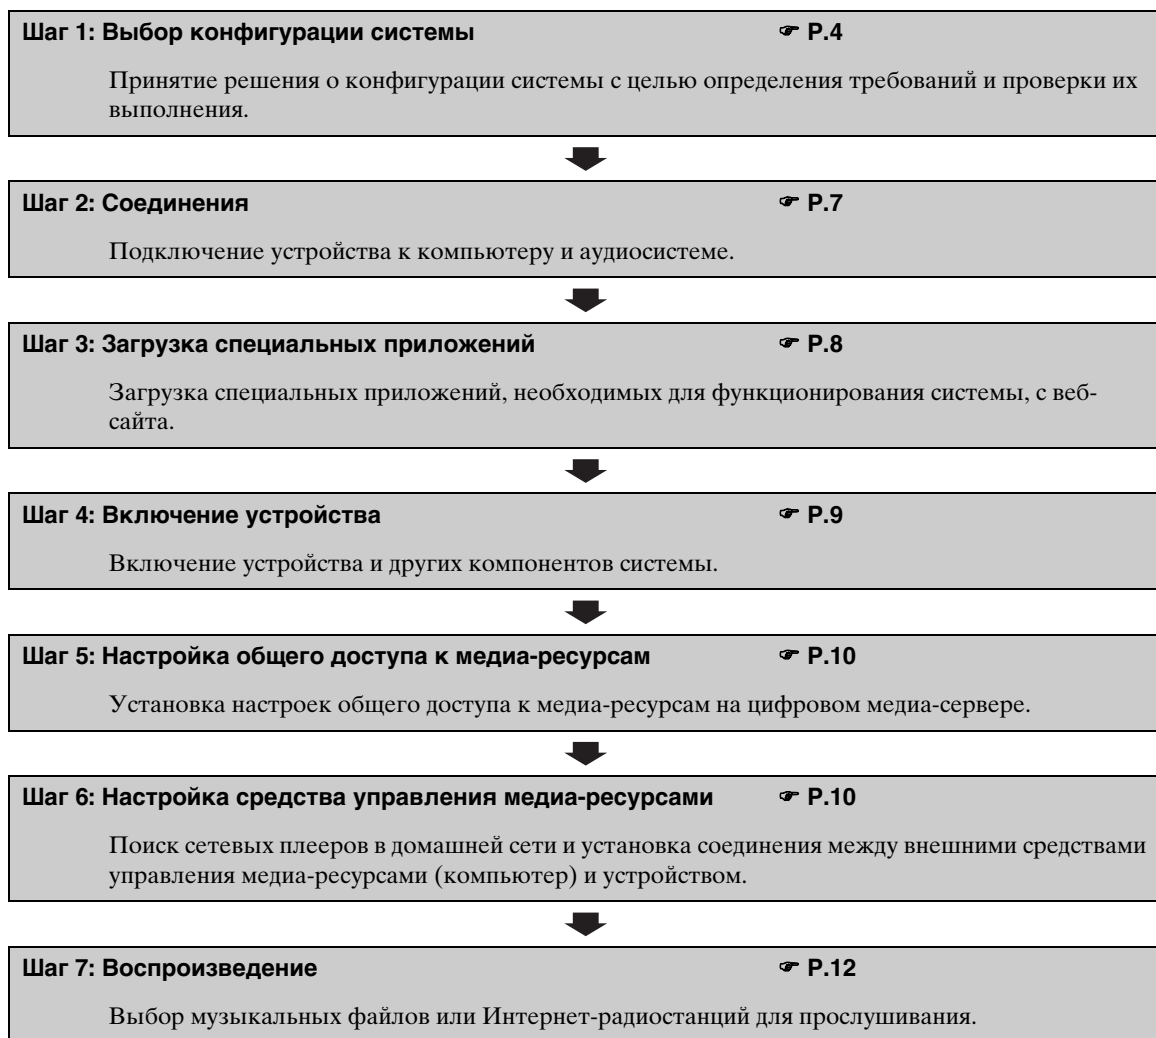 Шаг 1: Выбор конфигурации системы ☞ P.4
Принятие решения о конфигурации системы с целью определения требований и проверки их
выполнения.
Шаг 2: Соединения ☞ P.7
Подключение устройства к компьютеру и аудиосистеме.
Шаг 3: Загрузка специальных приложений ☞ P.8
Загрузка специальных приложений, необходимых для функционирования системы, с веб-
сайта.
Шаг 4: Включение устройства ☞ P.9
Включение устройства и других компонентов системы.
Шаг 5: Настройка общего доступа к медиа-ресурсам ☞ P.10
Установка настроек общего доступа к медиа-ресурсам на цифровом медиа-сервере.
Шаг 6: Настройка средства управления медиа-ресурсами ☞ P.10
Поиск сетевых плееров в домашней сети и установка соединения между внешними средствами
управления медиа-ресурсами (компьютер) и устройством.
Шаг 7: Воспроизведение ☞ P.12
Выбор музыкальных файлов или Интернет-радиостанций для прослушивания.